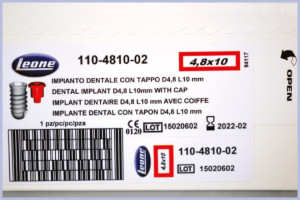 Leone
110-4810-02
4,8x10
94117
IMPIANTO DENTALE CON TAPPO D4,8 L10 mm
DENTAL IMPLANT D4,8 L10mm WITH CAP
IMPLANT DENTAIRE D4,8 L10 mm AVEC COIFFE
IMPLANTE DENTAL CON TAPON D4,8 L10 mm
1 pz/pc/pc/pza
CE
0120
LOT 15020602
2022-02
OPEN
Leone
4,8x10
110-4810-02
LOT 15020602